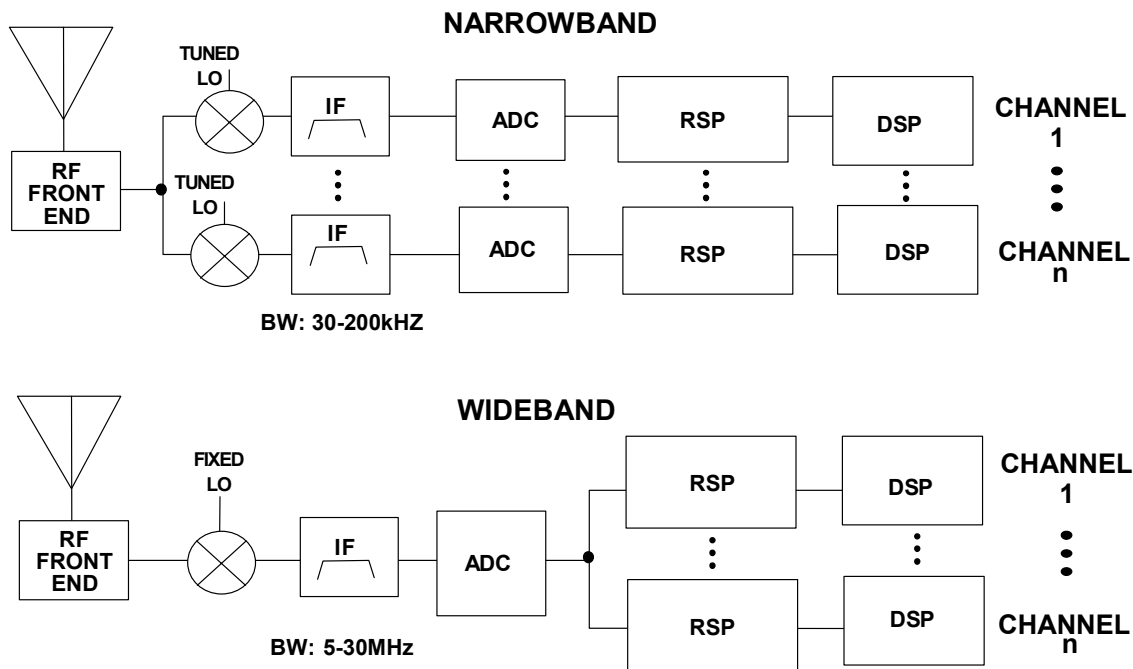 NARROWBAND
TUNED
LO
IF
ADC
RSP
DSP
CHANNEL
1
RF
FRONT
END
TUNED
LO
IF
ADC
RSP
DSP
CHANNEL
n
BW: 30-200kHZ
WIDEBAND
FIXED
LO
RSP
DSP
CHANNEL
1
RF
FRONT
END
IF
ADC
RSP
DSP
CHANNEL
n
BW: 5-30MHz